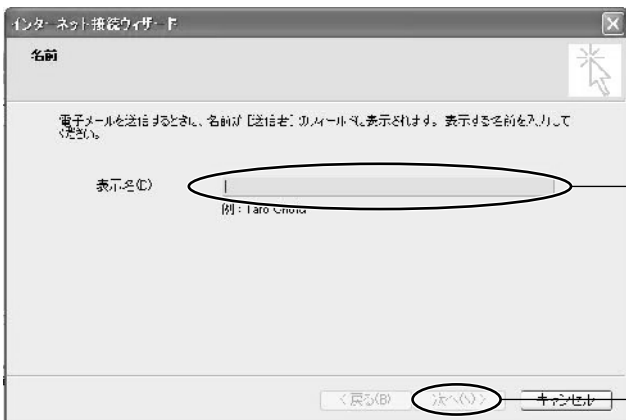 インターネット接続ウィザード
名前
電子メールを送信するときに、名前が [送信者] のフィールドに表示されます。表示する名前を入力して
ください。
表示名(D)
例 : Taro Chofu
< 戻る(B)
次へ(N) >
キャンセル